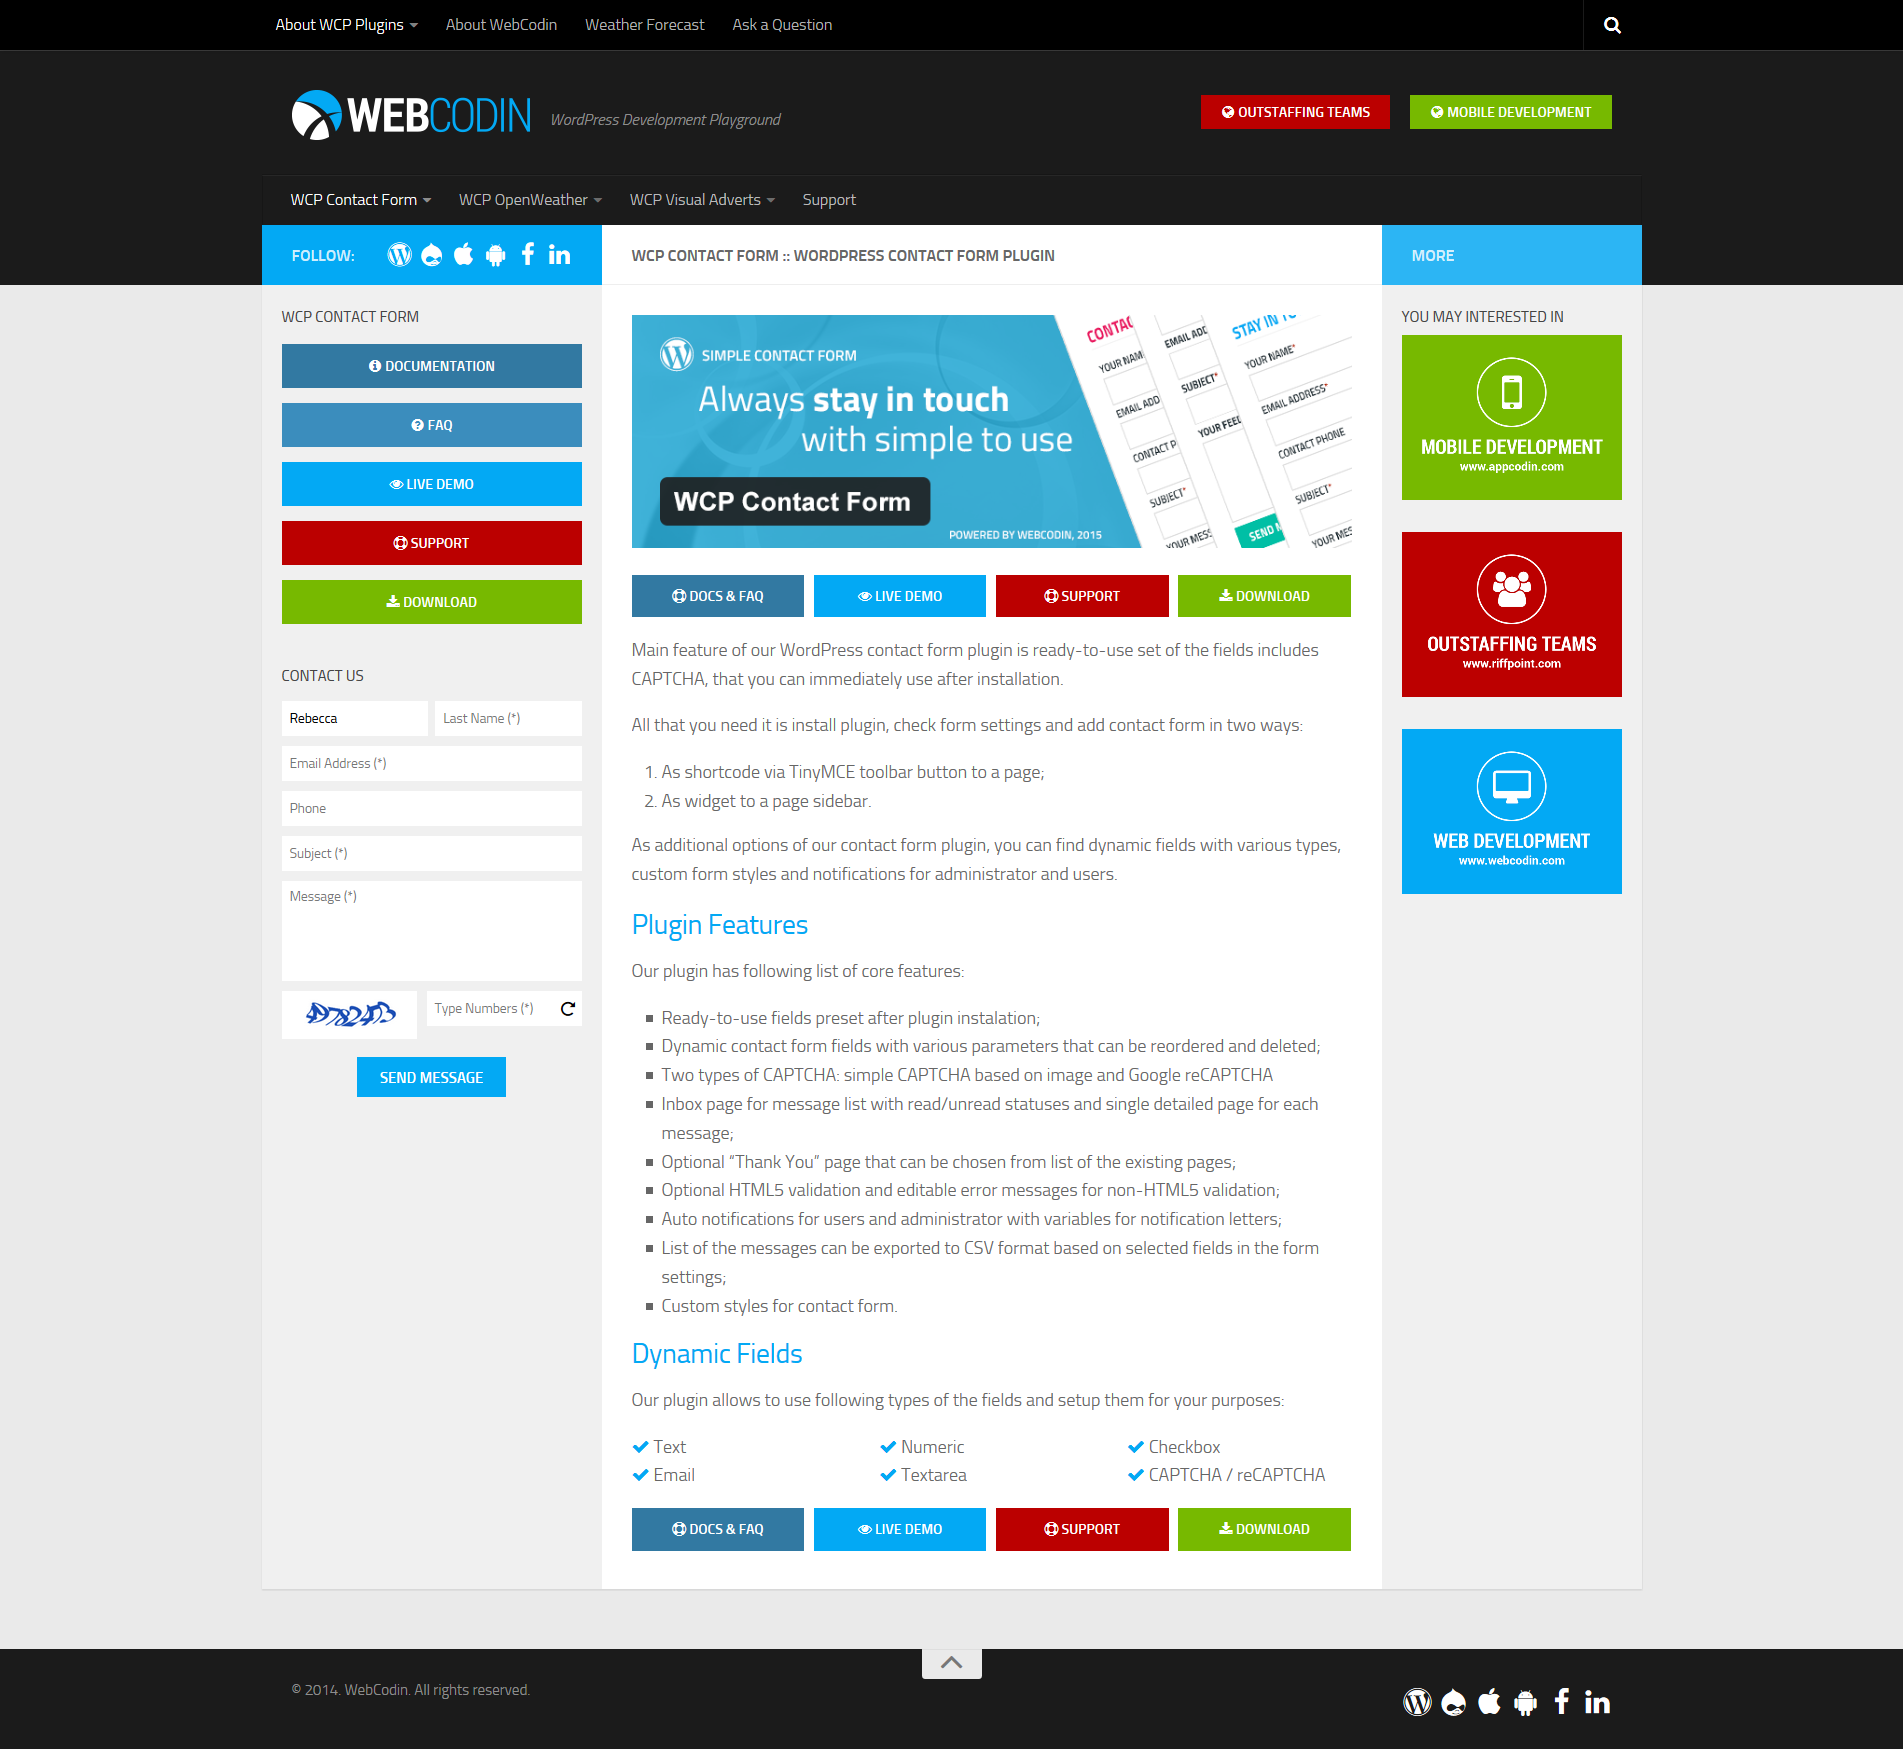 About WCP Plugins
About WebCodin
Weather Forecast
Ask a Question
WEBCODIN
WordPress Development Playground
OUTSTAFFING TEAMS
MOBILE DEVELOPMENT
WCP Contact Form
WCP OpenWeather
WCP Visual Adverts
Support
FOLLOW:
WCP CONTACT FORM
DOCUMENTATION
FAQ
LIVE DEMO
SUPPORT
DOWNLOAD
CONTACT US
Rebecca
Last Name (*)
Email Address (*)
Phone
Subject (*)
Message (*)
Type Numbers (*)
SEND MESSAGE
WCP CONTACT FORM :: WORDPRESS CONTACT FORM PLUGIN
SIMPLE CONTACT FORM
Always stay in touch
with simple to use
WCP Contact Form
POWERED BY WEBCODIN, 2015
CONTAC
YOUR NAM
EMAIL ADD
CONTACT P
SUBJECT*
YOUR MESS
EMAIL ADD
SUBJECT*
YOUR FEE
STAY IN TO
YOUR NAME*
EMAIL ADDRESS*
CONTACT PHONE
SUBJECT*
YOUR MES
SEND M
DOCS & FAQ
LIVE DEMO
SUPPORT
DOWNLOAD
Main feature of our WordPress contact form plugin is ready-to-use set of the fields includes
CAPTCHA, that you can immediately use after installation.
All that you need it is install plugin, check form settings and add contact form in two ways:
1. As shortcode via TinyMCE toolbar button to a page;
2. As widget to a page sidebar.
As additional options of our contact form plugin, you can find dynamic fields with various types,
custom form styles and notifications for administrator and users.
Plugin Features
Our plugin has following list of core features:
Ready-to-use fields preset after plugin instalation;
Dynamic contact form fields with various parameters that can be reordered and deleted;
Two types of CAPTCHA: simple CAPTCHA based on image and Google reCAPTCHA
Inbox page for message list with read/unread statuses and single detailed page for each
message;
Optional “Thank You” page that can be chosen from list of the existing pages;
Optional HTML5 validation and editable error messages for non-HTML5 validation;
Auto notifications for users and administrator with variables for notification letters;
List of the messages can be exported to CSV format based on selected fields in the form
settings;
Custom styles for contact form.
Dynamic Fields
Our plugin allows to use following types of the fields and setup them for your purposes:
Text
Numeric
Checkbox
Email
Textarea
CAPTCHA / reCAPTCHA
DOCS & FAQ
LIVE DEMO
SUPPORT
DOWNLOAD
MORE
YOU MAY INTERESTED IN
MOBILE DEVELOPMENT
www.appcodin.com
OUTSTAFFING TEAMS
www.riffpoint.com
WEB DEVELOPMENT
www.webcodin.com
© 2014. WebCodin. All rights reserved.